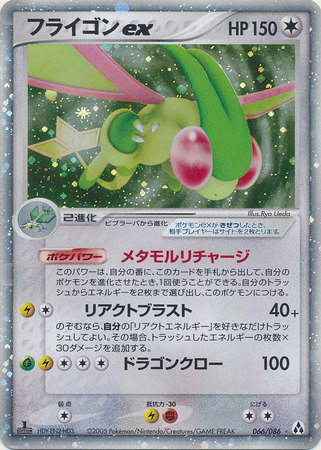 フライゴンex HP150
Illus.Ryo Ueda
2進化 ビブラーバから進化
ポケモンexがきぜつしたとき、
相手プレイヤーはサイドを2枚とります。
ポケパワー メタモルリチャージ
このパワーは、自分の番に、このカードを手札から出して、自分の
ポケモンを進化させたとき、1回使うことができる。自分のトラッ
シュからエネルギーを2枚まで選び出し、このポケモンにつける。
リアクトブラスト 40+
のぞむなら、自分の「リアクトエネルギー」を好きなだけトラッ
シュしてよい。その場合、トラッシュしたエネルギーの枚数×
30ダメージを追加する。
ドラゴンクロー 100
弱点 抵抗力 -30 にげる
1 EDITION HDY-EN2-H03 ©2005 Pokémon/Nintendo/Creatures/GAME FREAK 066/086